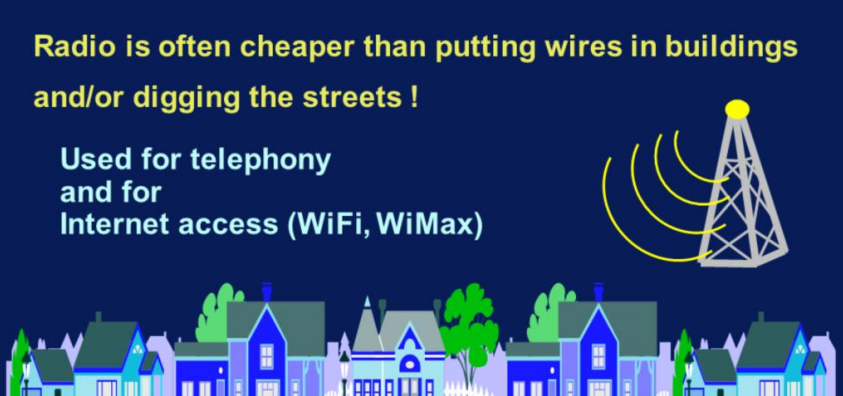 Radio is often cheaper than putting wires in buildings
and/or digging the streets !
Used for telephony
and for
Internet access (WiFi, WiMax)